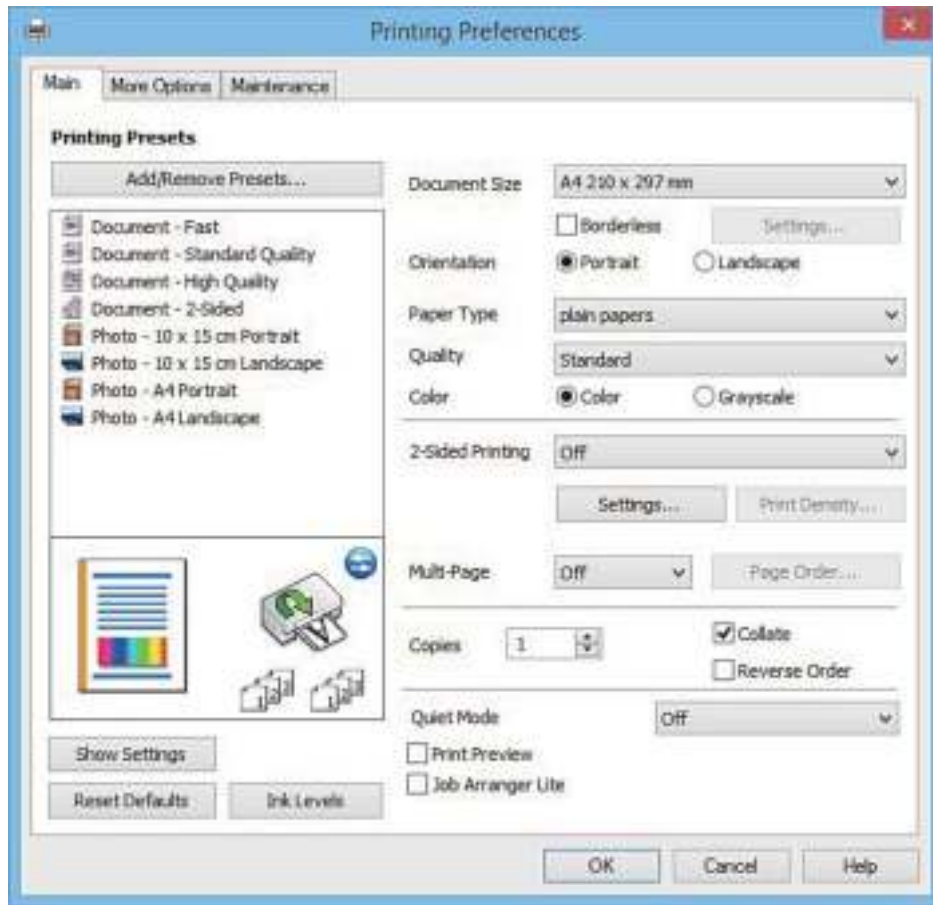 Printing Preferences
Main More Options Maintenance
Printing Presets
Add/Remove Presets...
Document - Fast
Document - Standard Quality
Document - High Quality
Document - 2-Sided
Photo - 10 x 15 cm Portrait
Photo - 10 x 15 cm Landscape
Photo - A4 Portrait
Photo - A4 Landscape
Show Settings
Reset Defaults Ink Levels
Document Size A4 210 x 297 mm
Borderless Settings...
Orientation Portrait Landscape
Paper Type plain papers
Quality Standard
Color Color Grayscale
2-Sided Printing Off
Settings... Print Density...
Multi-Page Off Page Order...
Copies 1 Collate
Reverse Order
Quiet Mode Off
Print Preview
Job Arranger Lite
OK Cancel Help